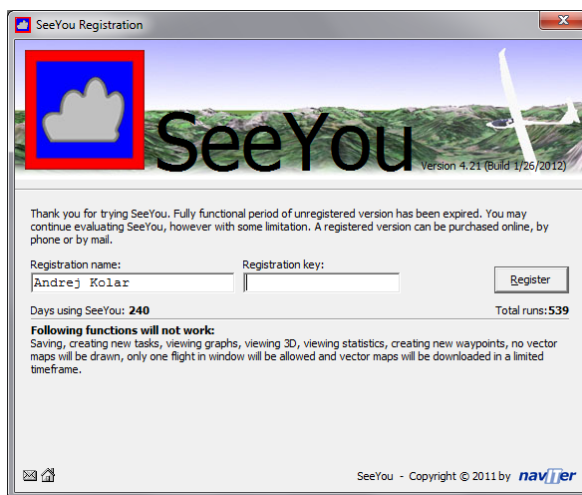 SeeYou Registration
SeeYou
Version 4.21 (Build 1/26/2012)
Thank you for trying SeeYou. Fully functional period of unregistered version has been expired. You may
continue evaluating SeeYou, however with some limitation. A registered version can be purchased online, by
phone or by mail.
Registration name: Registration key:
Andrej Kolar
Register
Days using SeeYou: 240 Total runs:539
Following functions will not work:
Saving, creating new tasks, viewing graphs, viewing 3D, viewing statistics, creating new waypoints, no vector
maps will be drawn, only one flight in window will be allowed and vector maps will be downloaded in a limited
timeframe.
SeeYou - Copyright © 2011 by naviter